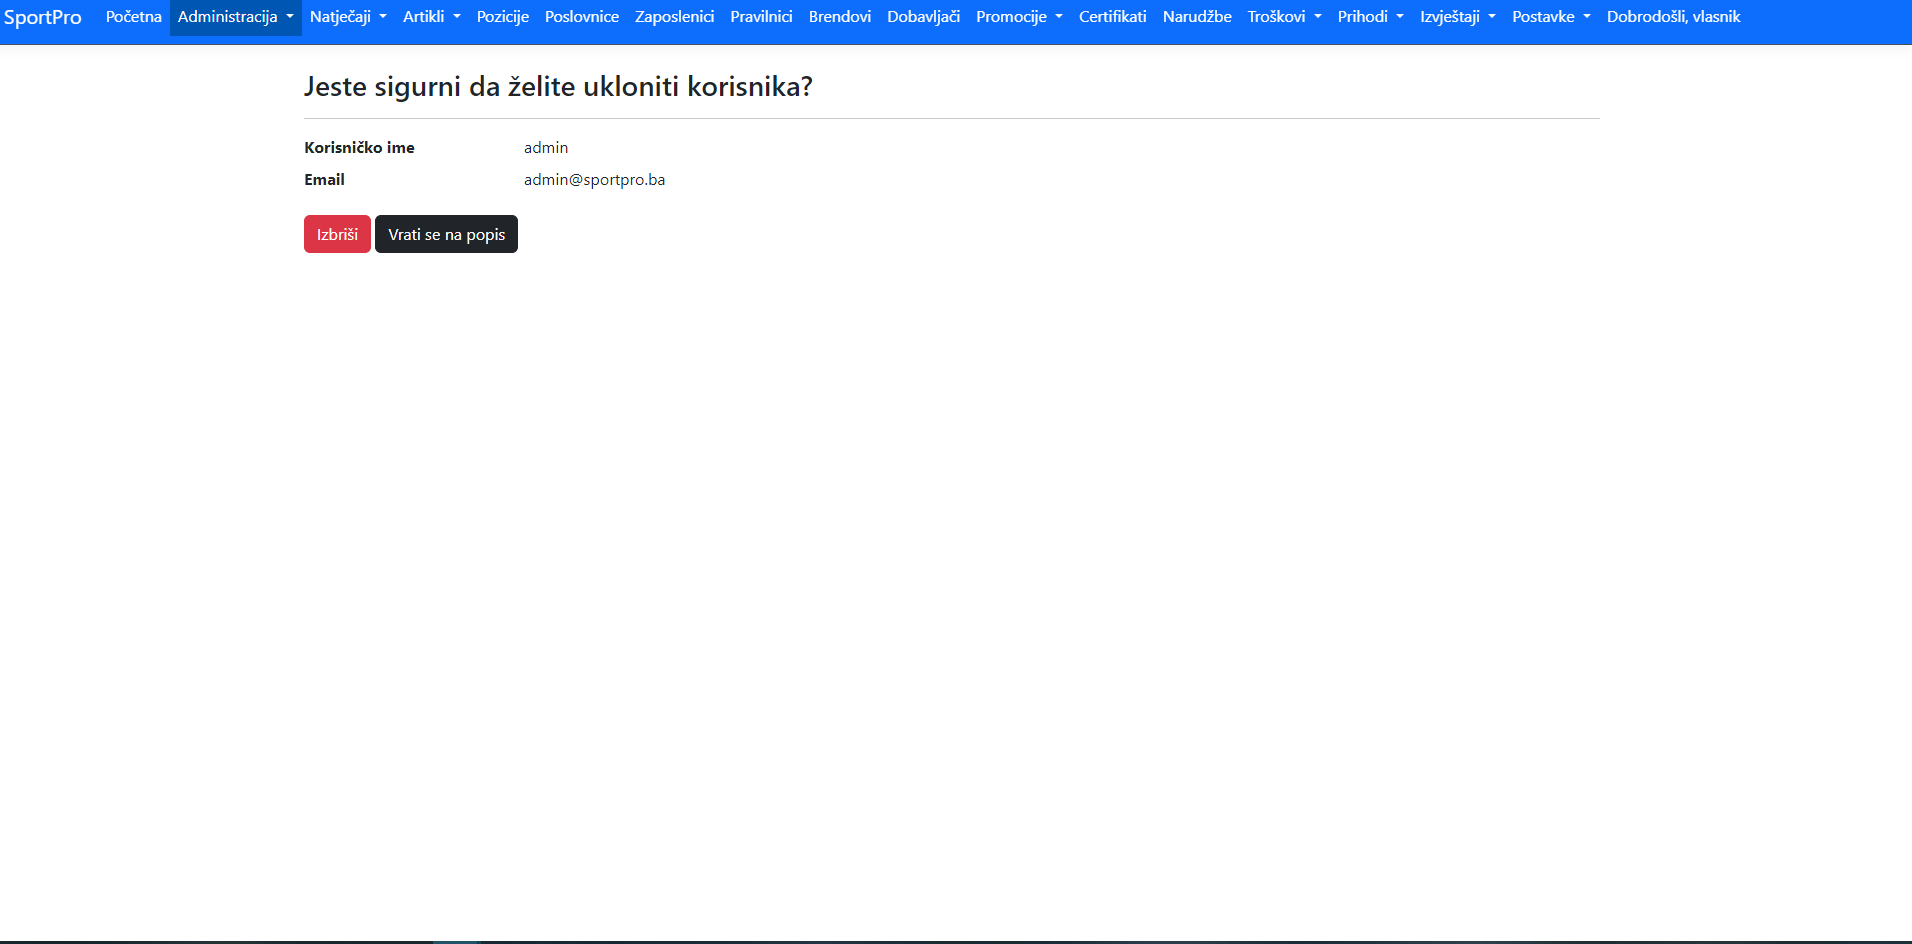 SportPro Početna Administracija Natječaji Artikli Pozicije Poslovnice Zaposlenici Pravilnici Brendovi Dobavljači Promocije Certifikati Narudžbe Troškovi Prihodi Izvještaji Postavke Dobrodošli, vlasnik
Jeste sigurni da želite ukloniti korisnika?
Korisničko ime admin
Email admin@sportpro.ba
Izbriši Vrati se na popis